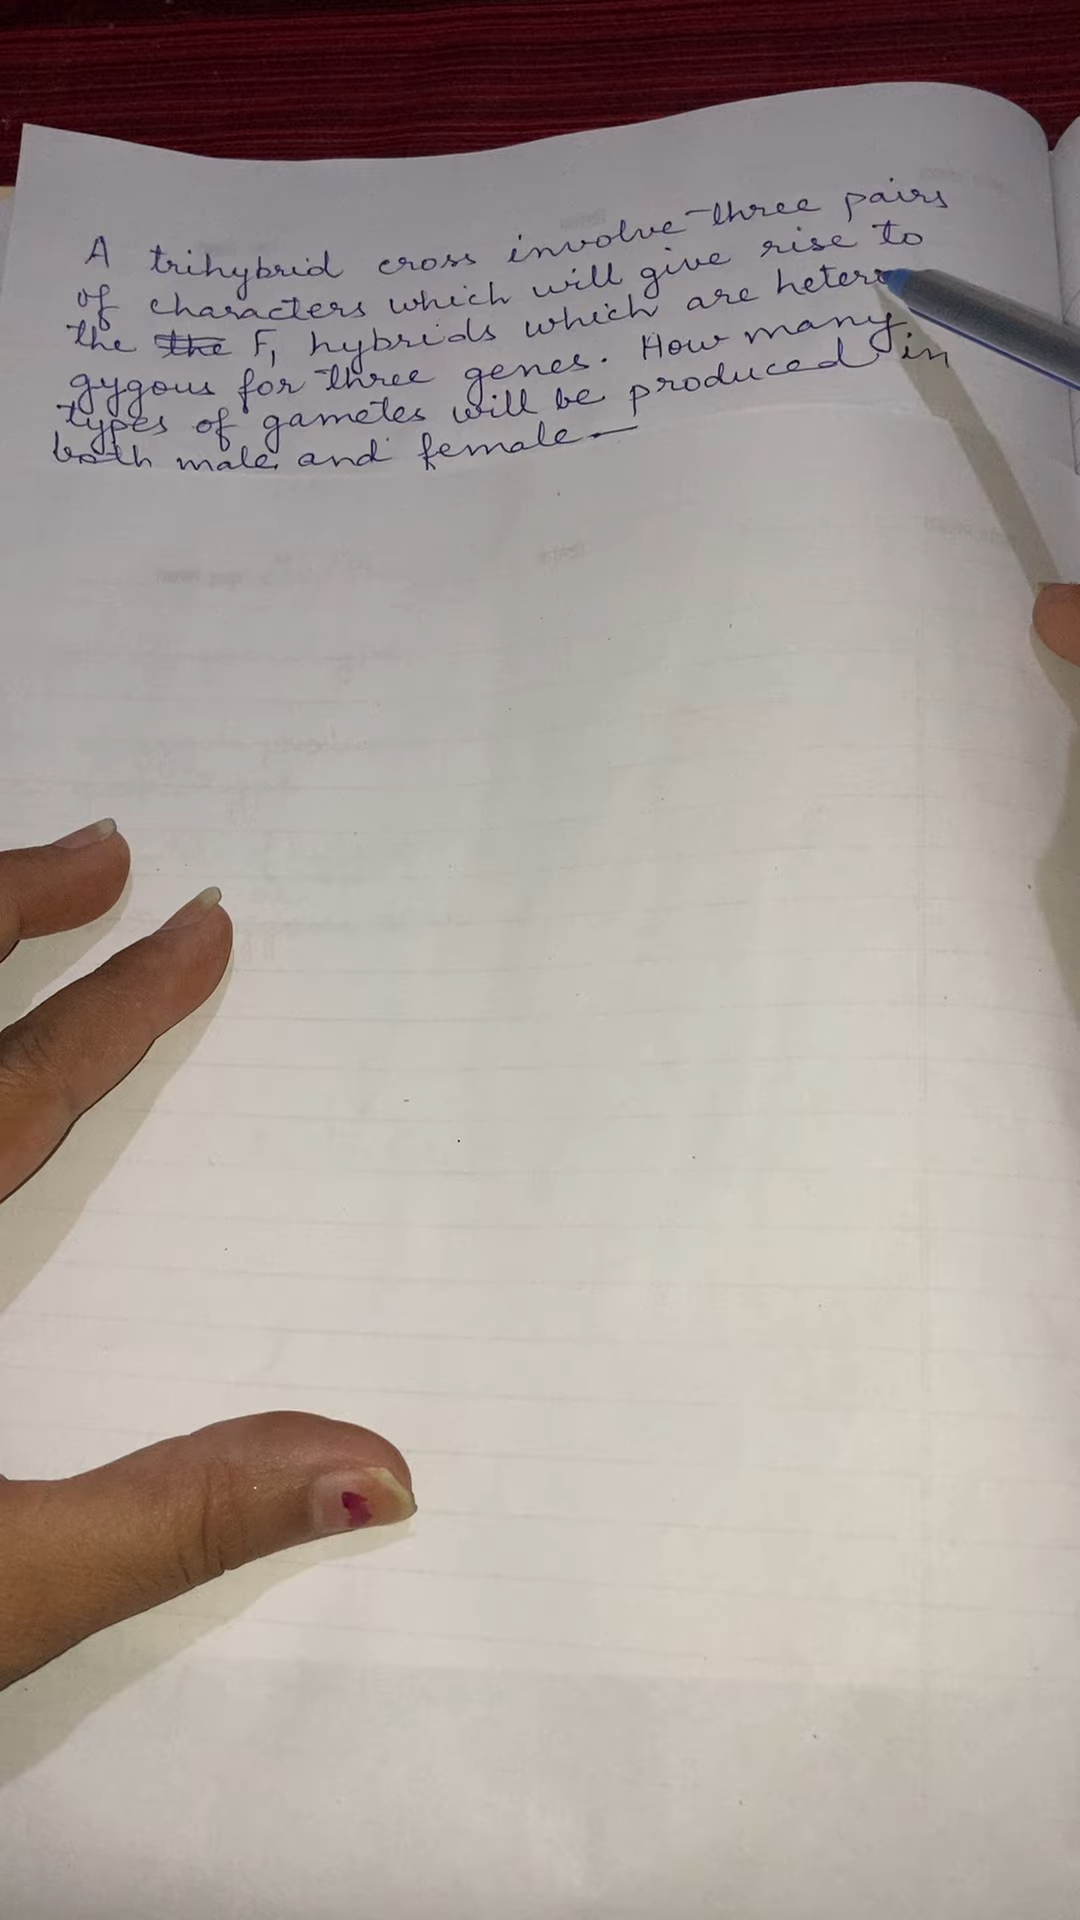 A trihybrid cross involve three pairs
of characters which will give rise to
the the F1 hybrids which are hetero
gygous for three genes. How many
types of gametes will be produced in
both male and female—